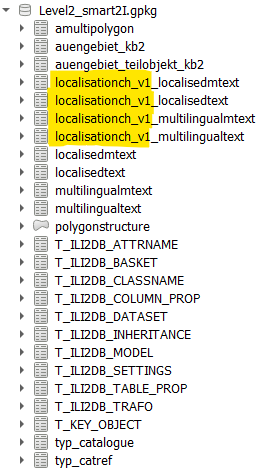 Level2_smart2I.gpkg
amultipolygon
auengebiet_kb2
auengebiet_teilobjekt_kb2
localisationch_v1_localisedmtext
localisationch_v1_localisedtext
localisationch_v1_multilingualmtext
localisationch_v1_multilingualtext
localisedmtext
localisedtext
multilingualmtext
multilingualtext
polygonstructure
T_ILI2DB_ATTRNAME
T_ILI2DB_BASKET
T_ILI2DB_CLASSNAME
T_ILI2DB_COLUMN_PROP
T_ILI2DB_DATASET
T_ILI2DB_INHERITANCE
T_ILI2DB_MODEL
T_ILI2DB_SETTINGS
T_ILI2DB_TABLE_PROP
T_ILI2DB_TRAFO
T_KEY_OBJECT
typ_catalogue
typ_catref